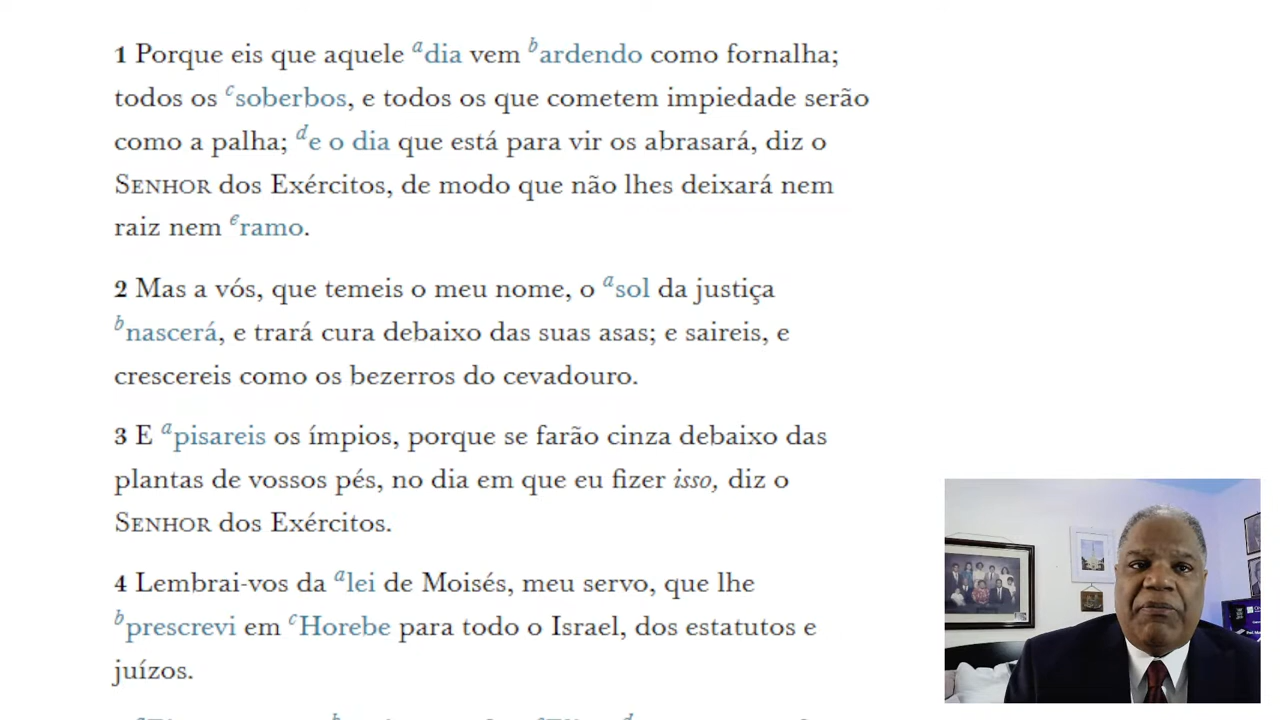 1 Porque eis que aquele ᵃdia vem ᵇardendo como fornalha;
todos os ᶜsoberbos, e todos os que cometem impiedade serão
como a palha; ᵈe o dia que está para vir os abrasará, diz o
SENHOR dos Exércitos, de modo que não lhes deixará nem
raiz nem ᵉramo.
2 Mas a vós, que temeis o meu nome, o ᵃsol da justiça
ᵇnascerá, e trará cura debaixo das suas asas; e saireis, e
crescereis como os bezerros do cevadouro.
3 E ᵃpisareis os ímpios, porque se farão cinza debaixo das
plantas de vossos pés, no dia em que eu fizer isso, diz o
SENHOR dos Exércitos.
4 Lembrai-vos da ᵃlei de Moisés, meu servo, que lhe
ᵇprescrevi em ᶜHorebe para todo o Israel, dos estatutos e
juízos.